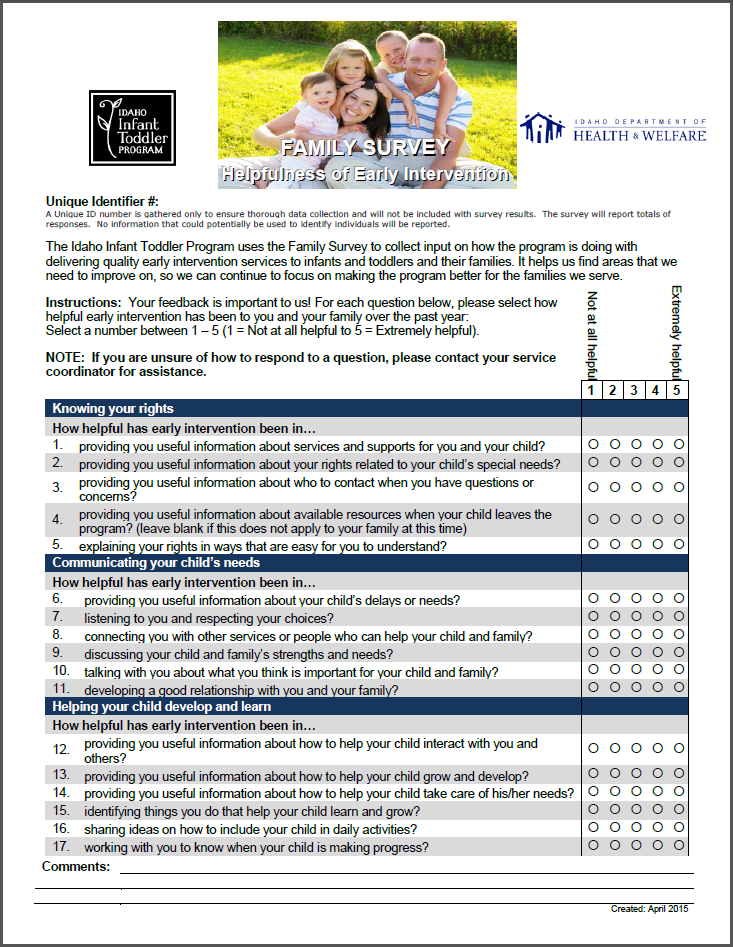 IDAHO
Infant
Toddler
PROGRAM
FAMILY SURVEY
Helpfulness of Early Intervention
IDAHO DEPARTMENT OF
HEALTH & WELFARE
Unique Identifier #:
A Unique ID number is gathered only to ensure thorough data collection and will not be included with survey results. The survey will report totals of
responses. No information that could potentially be used to identify individuals will be reported.
The Idaho Infant Toddler Program uses the Family Survey to collect input on how the program is doing with
delivering quality early intervention services to infants and toddlers and their families. It helps us find areas that we
need to improve on, so we can continue to focus on making the program better for the families we serve.
Instructions: Your feedback is important to us! For each question below, please select how
helpful early intervention has been to you and your family over the past year:
Select a number between 1 – 5 (1 = Not at all helpful to 5 = Extremely helpful).
NOTE: If you are unsure of how to respond to a question, please contact your service
coordinator for assistance.
Not at all helpful
Extremely helpful
1 2 3 4 5
Knowing your rights
How helpful has early intervention been in…
1. providing you useful information about services and supports for you and your child?
2. providing you useful information about your rights related to your child's special needs?
3. providing you useful information about who to contact when you have questions or
concerns?
4. providing you useful information about available resources when your child leaves the
program? (leave blank if this does not apply to your family at this time)
5. explaining your rights in ways that are easy for you to understand?
Communicating your child's needs
How helpful has early intervention been in…
6. providing you useful information about your child's delays or needs?
7. listening to you and respecting your choices?
8. connecting you with other services or people who can help your child and family?
9. discussing your child and family's strengths and needs?
10. talking with you about what you think is important for your child and family?
11. developing a good relationship with you and your family?
Helping your child develop and learn
How helpful has early intervention been in…
12. providing you useful information about how to help your child interact with you and
others?
13. providing you useful information about how to help your child grow and develop?
14. providing you useful information about how to help your child take care of his/her needs?
15. identifying things you do that help your child learn and grow?
16. sharing ideas on how to include your child in daily activities?
17. working with you to know when your child is making progress?
Comments:
Created: April 2015